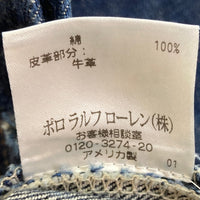 綿 100%
皮革部分:
牛革
ポロ ラルフ ローレン(株)
お客様相談室
0120-3274-20
アメリカ製
01